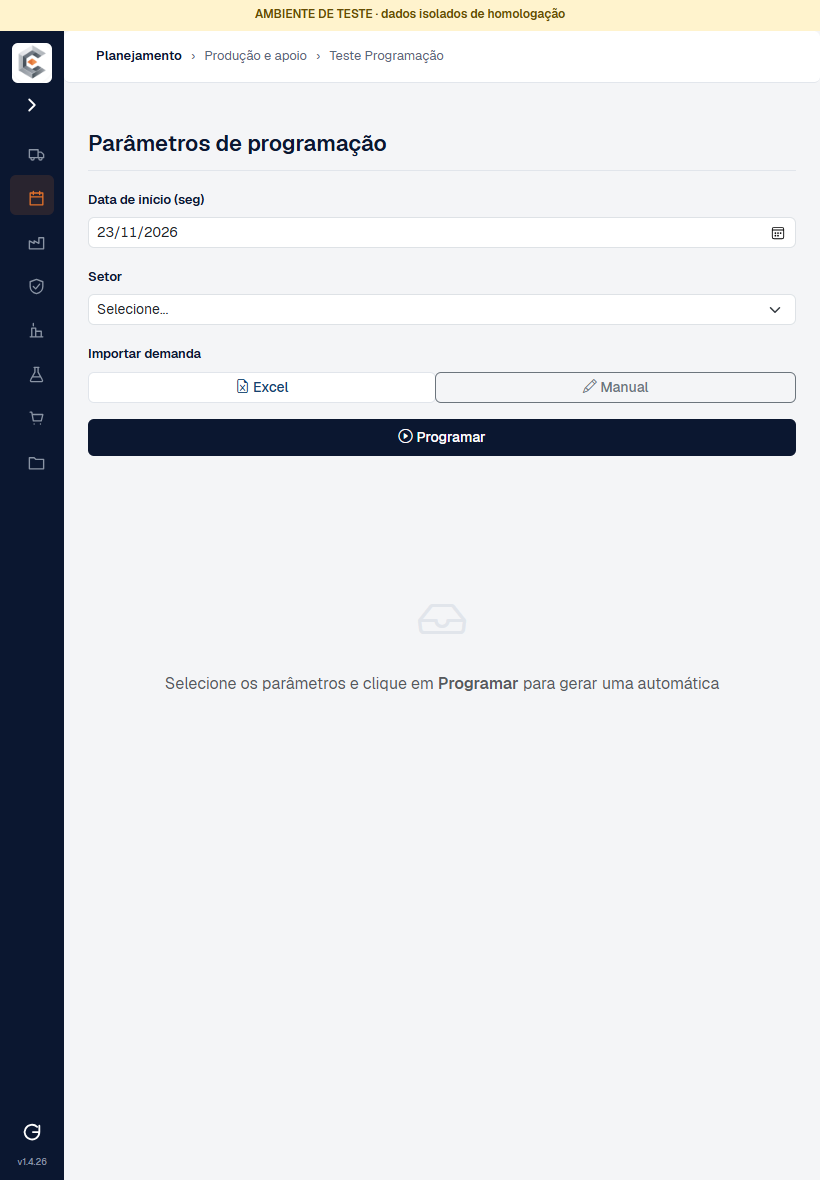 AMBIENTE DE TESTE · dados isolados de homologação
Planejamento › Produção e apoio › Teste Programação
Parâmetros de programação
Data de início (seg)
23/11/2026
Setor
Selecione...
Importar demanda
Excel
Manual
Programar
Selecione os parâmetros e clique em Programar para gerar uma automática
v1.4.26